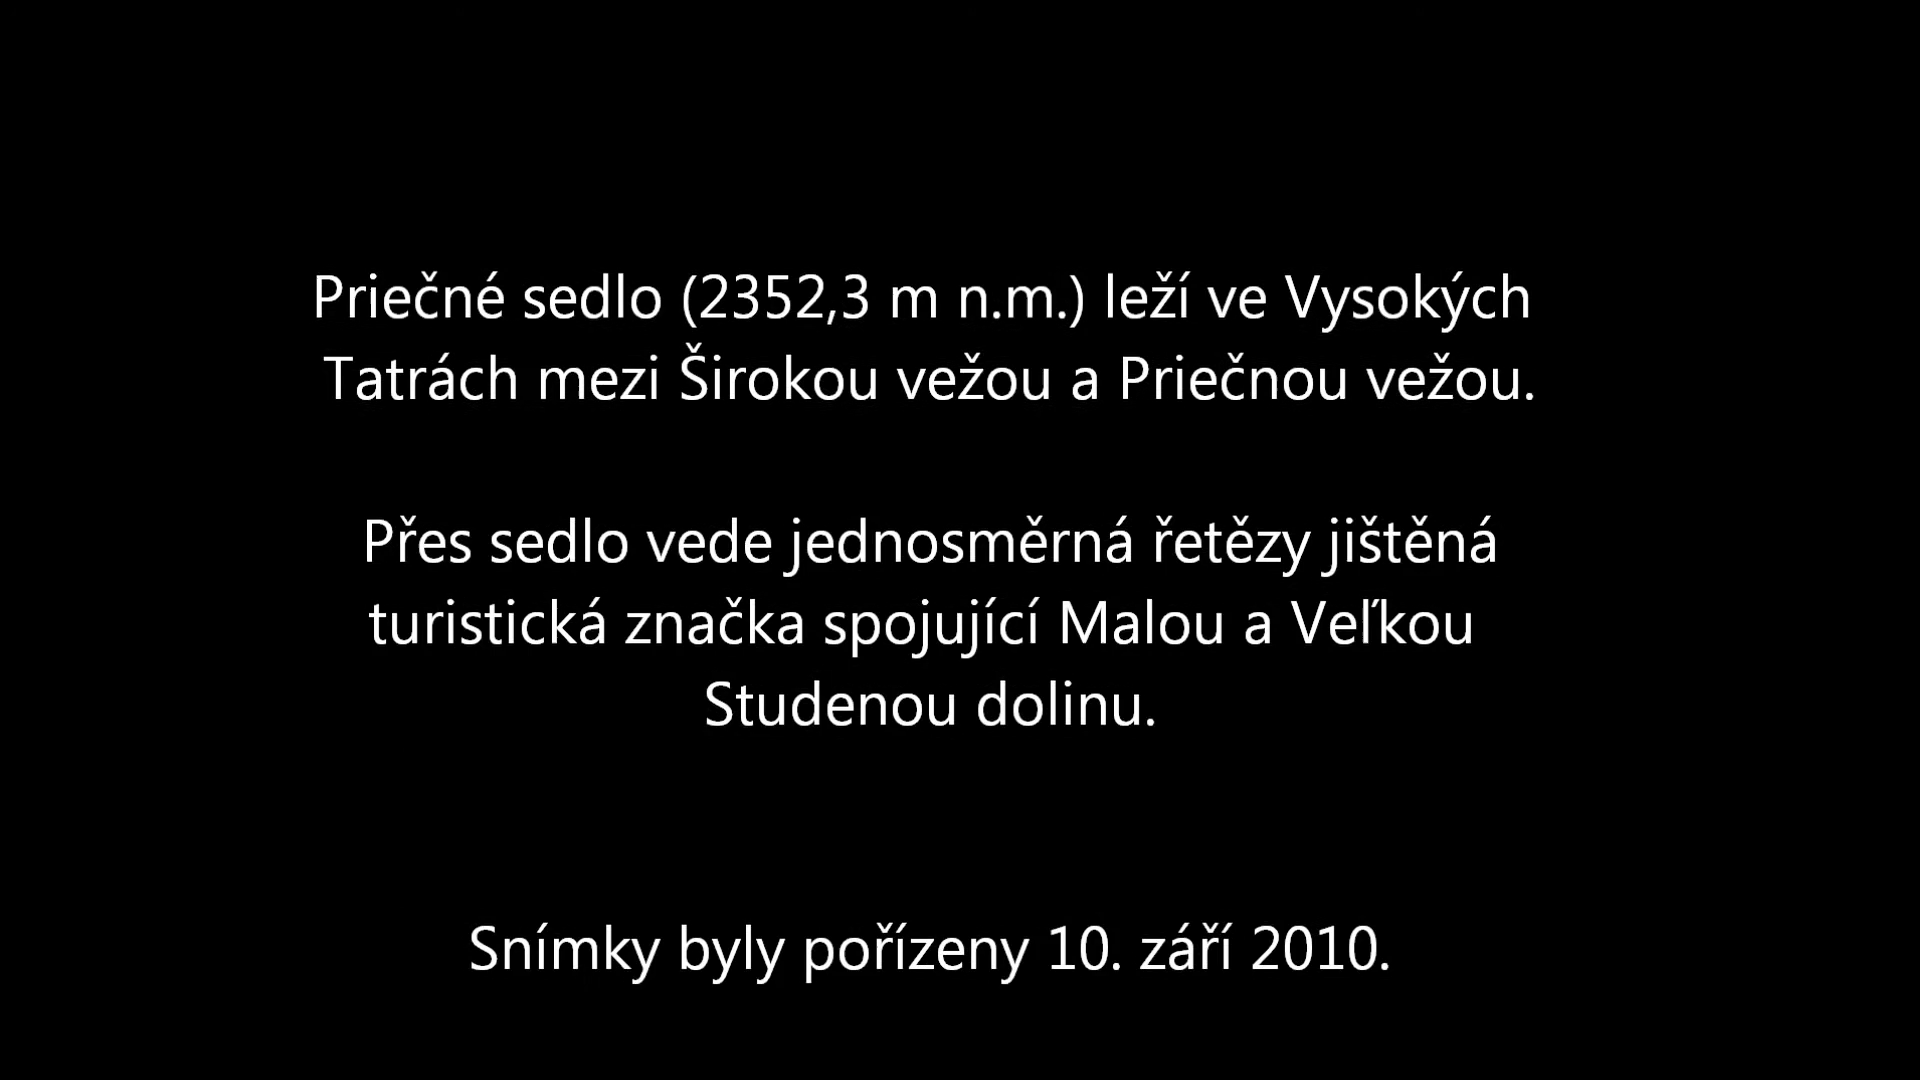 Priečné sedlo (2352,3 m n.m.) leží ve Vysokých
Tatrách mezi Širokou vežou a Priečnou vežou.
Přes sedlo vede jednosměrná řetězy jištěná
turistická značka spojující Malou a Veľkou
Studenou dolinu.
Snímky byly pořízeny 10. září 2010.